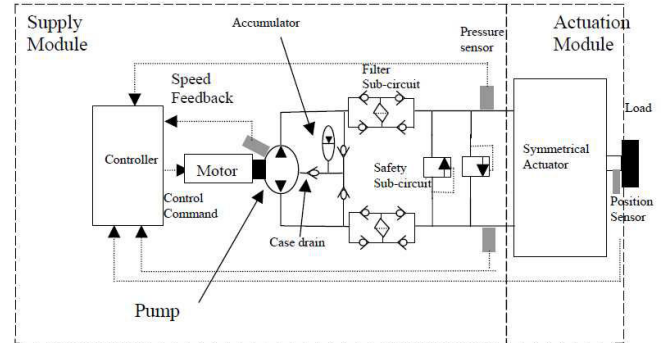 Supply
Module
Accumulator
Pressure
sensor
Actuation
Module
Speed
Feedback
Filter
Sub-circuit
Load
Controller
Motor
Safety
Sub-circuit
Symmetrical
Actuator
Control
Command
Case drain
Position
Sensor
Pump